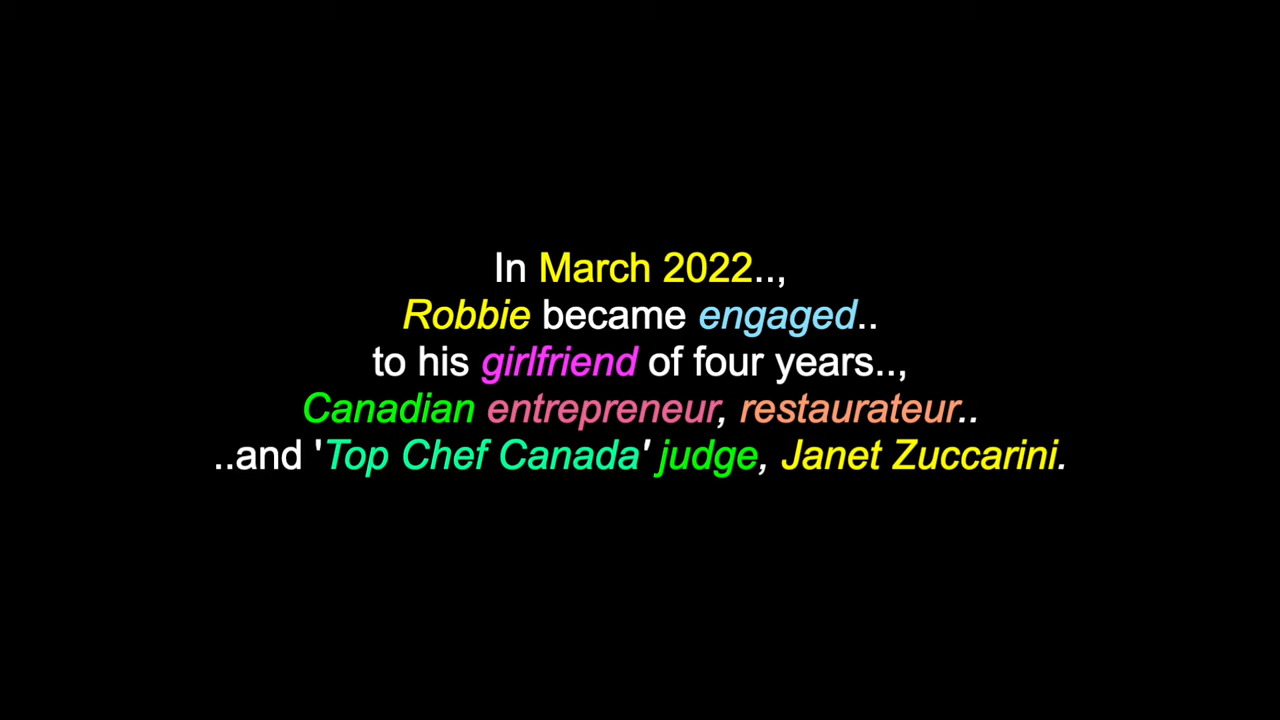 In March 2022..,
Robbie became engaged..
to his girlfriend of four years..,
Canadian entrepreneur, restaurateur..
..and 'Top Chef Canada' judge, Janet Zuccarini.